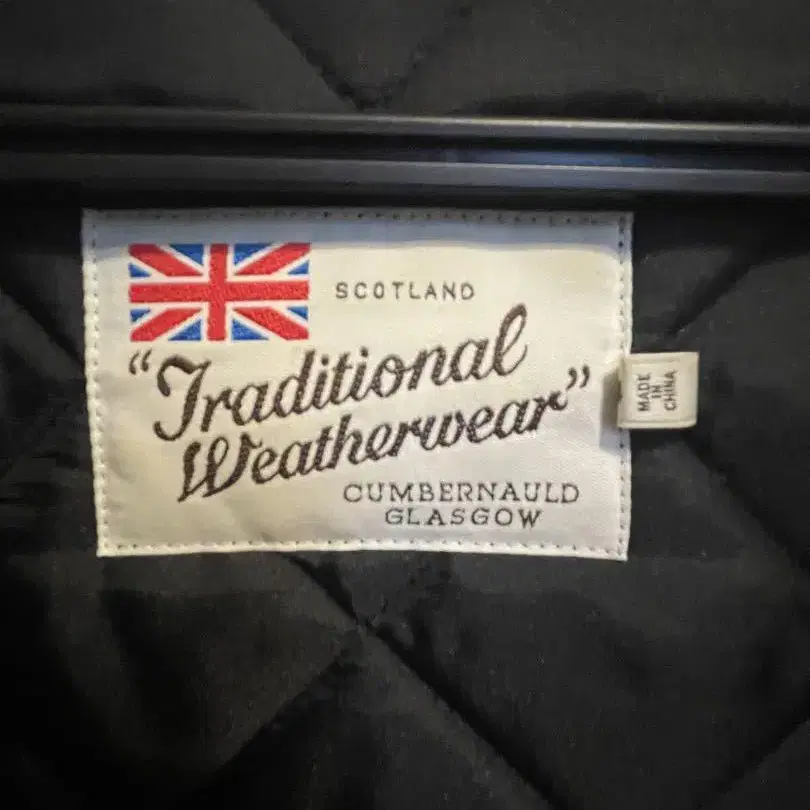 SCOTLAND
"Traditional
Weatherwear"
CUMBERNAULD
GLASGOW
MADE
IN
CHINA